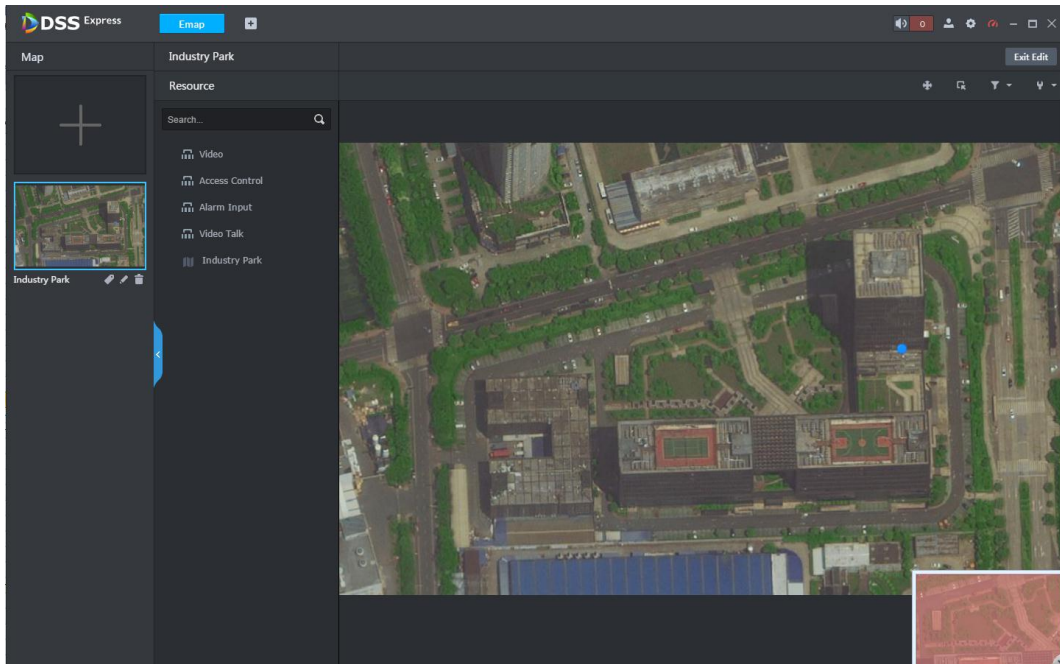 DSS Express
Emap
0
Map
Industry Park
Exit Edit
Resource
Search...
Video
Access Control
Alarm Input
Video Talk
Industry Park
Industry Park